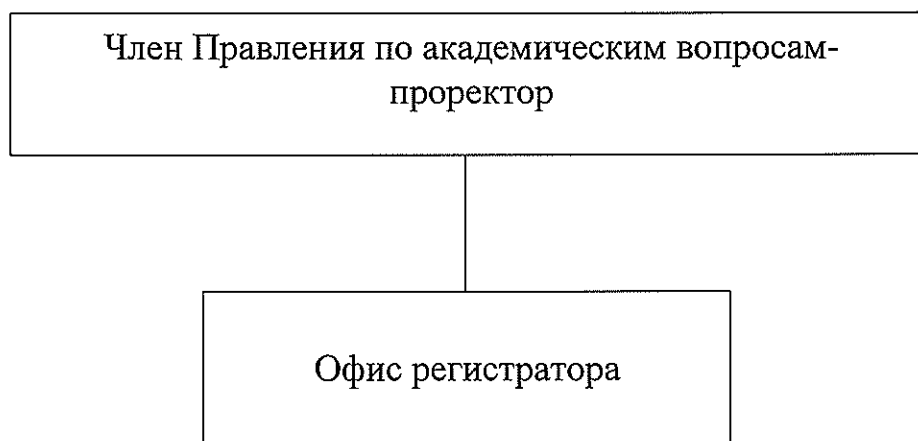 Член Правления по академическим вопросам-
проректор
Офис регистратора